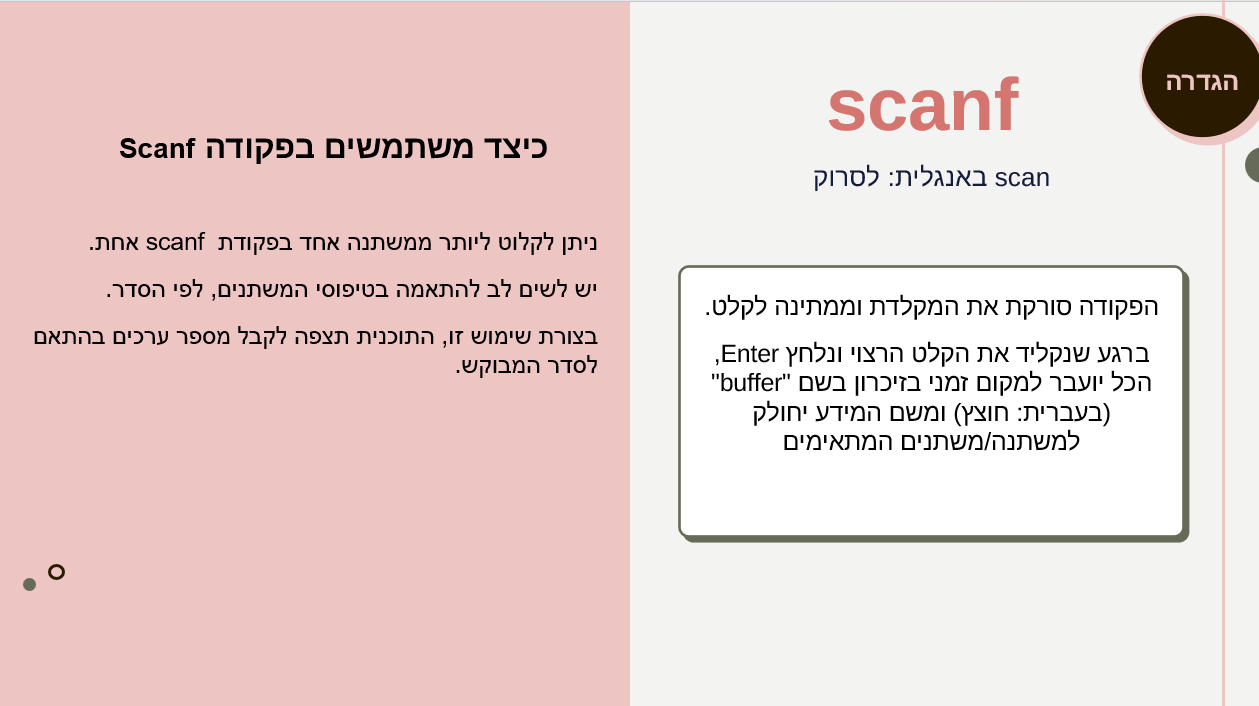 הגדרה
scanf
scan באנגלית: לסרוק
הפקודה סורקת את המקלדת וממתינה לקלט.
ברגע שנקליד את הקלט הרצוי ונלחץ Enter,
הכל יועבר למקום זמני בזיכרון בשם "buffer"
(בעברית: חוצץ) ומשם המידע יחולק
למשתנה/משתנים המתאימים
כיצד משתמשים בפקודה Scanf
ניתן לקלוט ליותר ממשתנה אחד בפקודת scanf אחת.
יש לשים לב להתאמה בטיפוסי המשתנים, לפי הסדר.
בצורת שימוש זו, התוכנית תצפה לקבל מספר ערכים בהתאם
לסדר המבוקש.